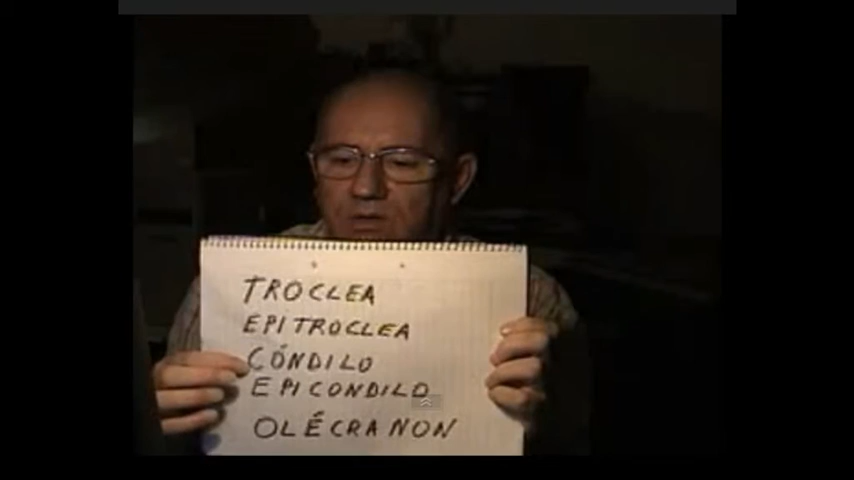 TROCLEA
EPITROCLEA
CÓNDILO
EPICONDILO
OLÉCRANON